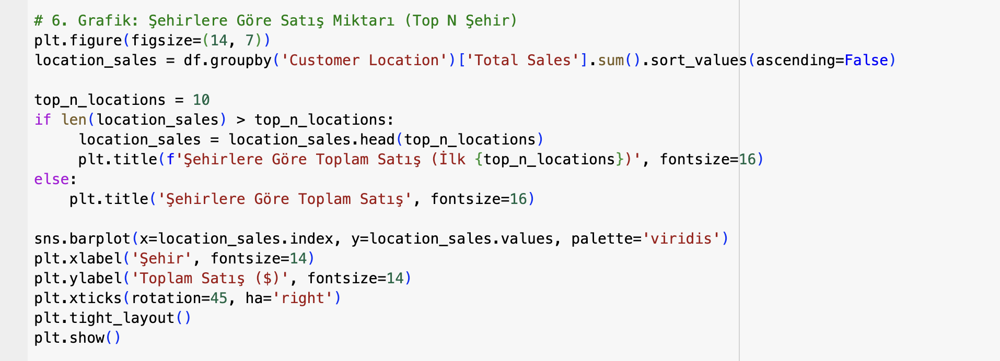 # 6. Grafik: Şehirlere Göre Satış Miktarı (Top N Şehir)
plt.figure(figsize=(14, 7))
location_sales = df.groupby('Customer Location')['Total Sales'].sum().sort_values(ascending=False)
top_n_locations = 10
if len(location_sales) > top_n_locations:
     location_sales = location_sales.head(top_n_locations)
     plt.title(f'Şehirlere Göre Toplam Satış (İlk {top_n_locations})', fontsize=16)
else:
    plt.title('Şehirlere Göre Toplam Satış', fontsize=16)
sns.barplot(x=location_sales.index, y=location_sales.values, palette='viridis')
plt.xlabel('Şehir', fontsize=14)
plt.ylabel('Toplam Satış ($)', fontsize=14)
plt.xticks(rotation=45, ha='right')
plt.tight_layout()
plt.show()